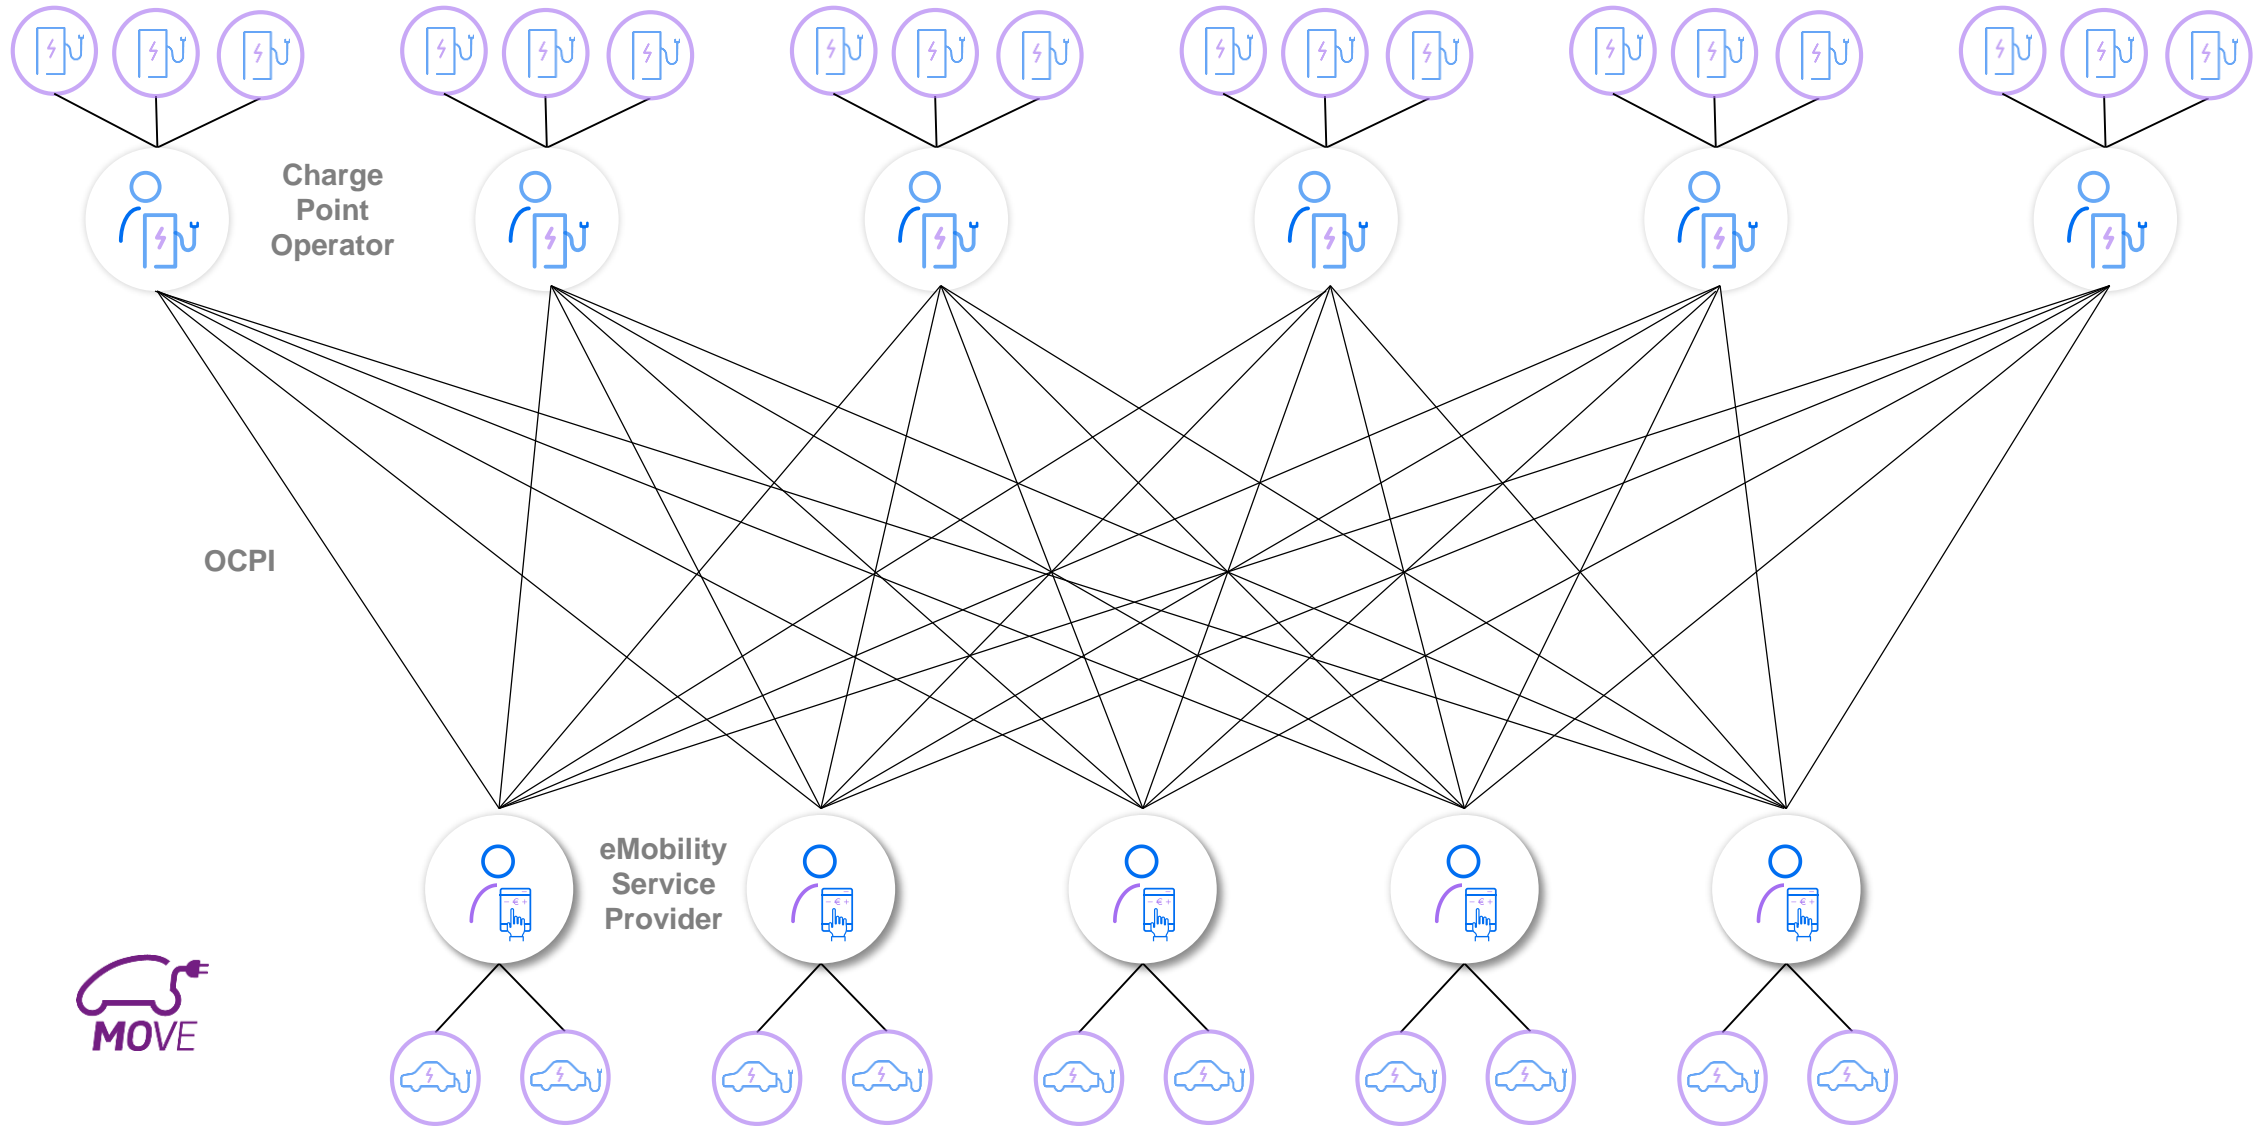 Charge
Point
Operator
OCPI
eMobility
Service
Provider
- € +
- € +
- € +
- € +
- € +
MOVE